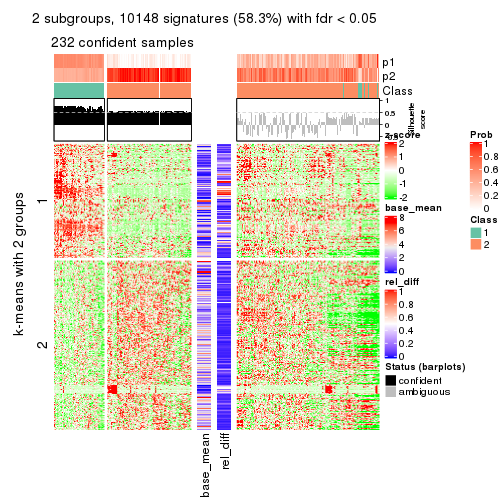 2 subgroups, 10148 signatures (58.3%) with fdr < 0.05
232 confident samples
p1
p2
Class
1
0.5
0
Silhouette
score
z-score
2
1
0
-1
-2
Prob
1
0.8
0.6
0.4
0.2
0
base_mean
8
6
4
2
0
Class
1
2
rel_diff
1
0.8
0.6
0.4
0.2
0
Status (barplots)
confident
ambiguous
k-means with 2 groups
1
2
base_mean
rel_diff